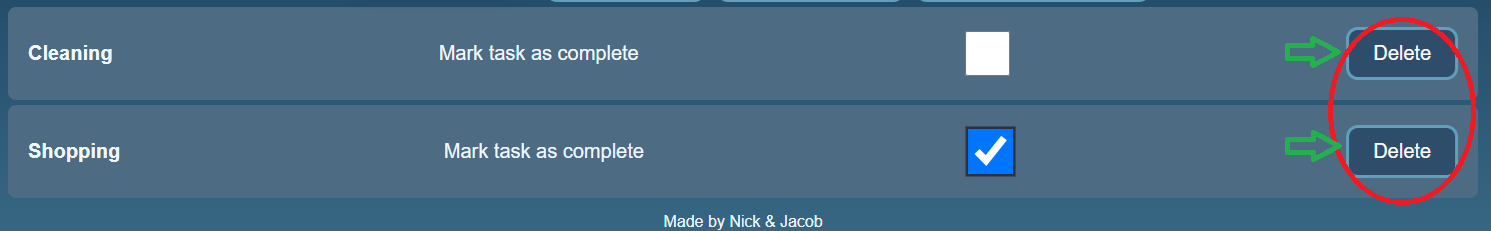 Cleaning Mark task as complete Delete
Shopping Mark task as complete Delete
Made by Nick & Jacob